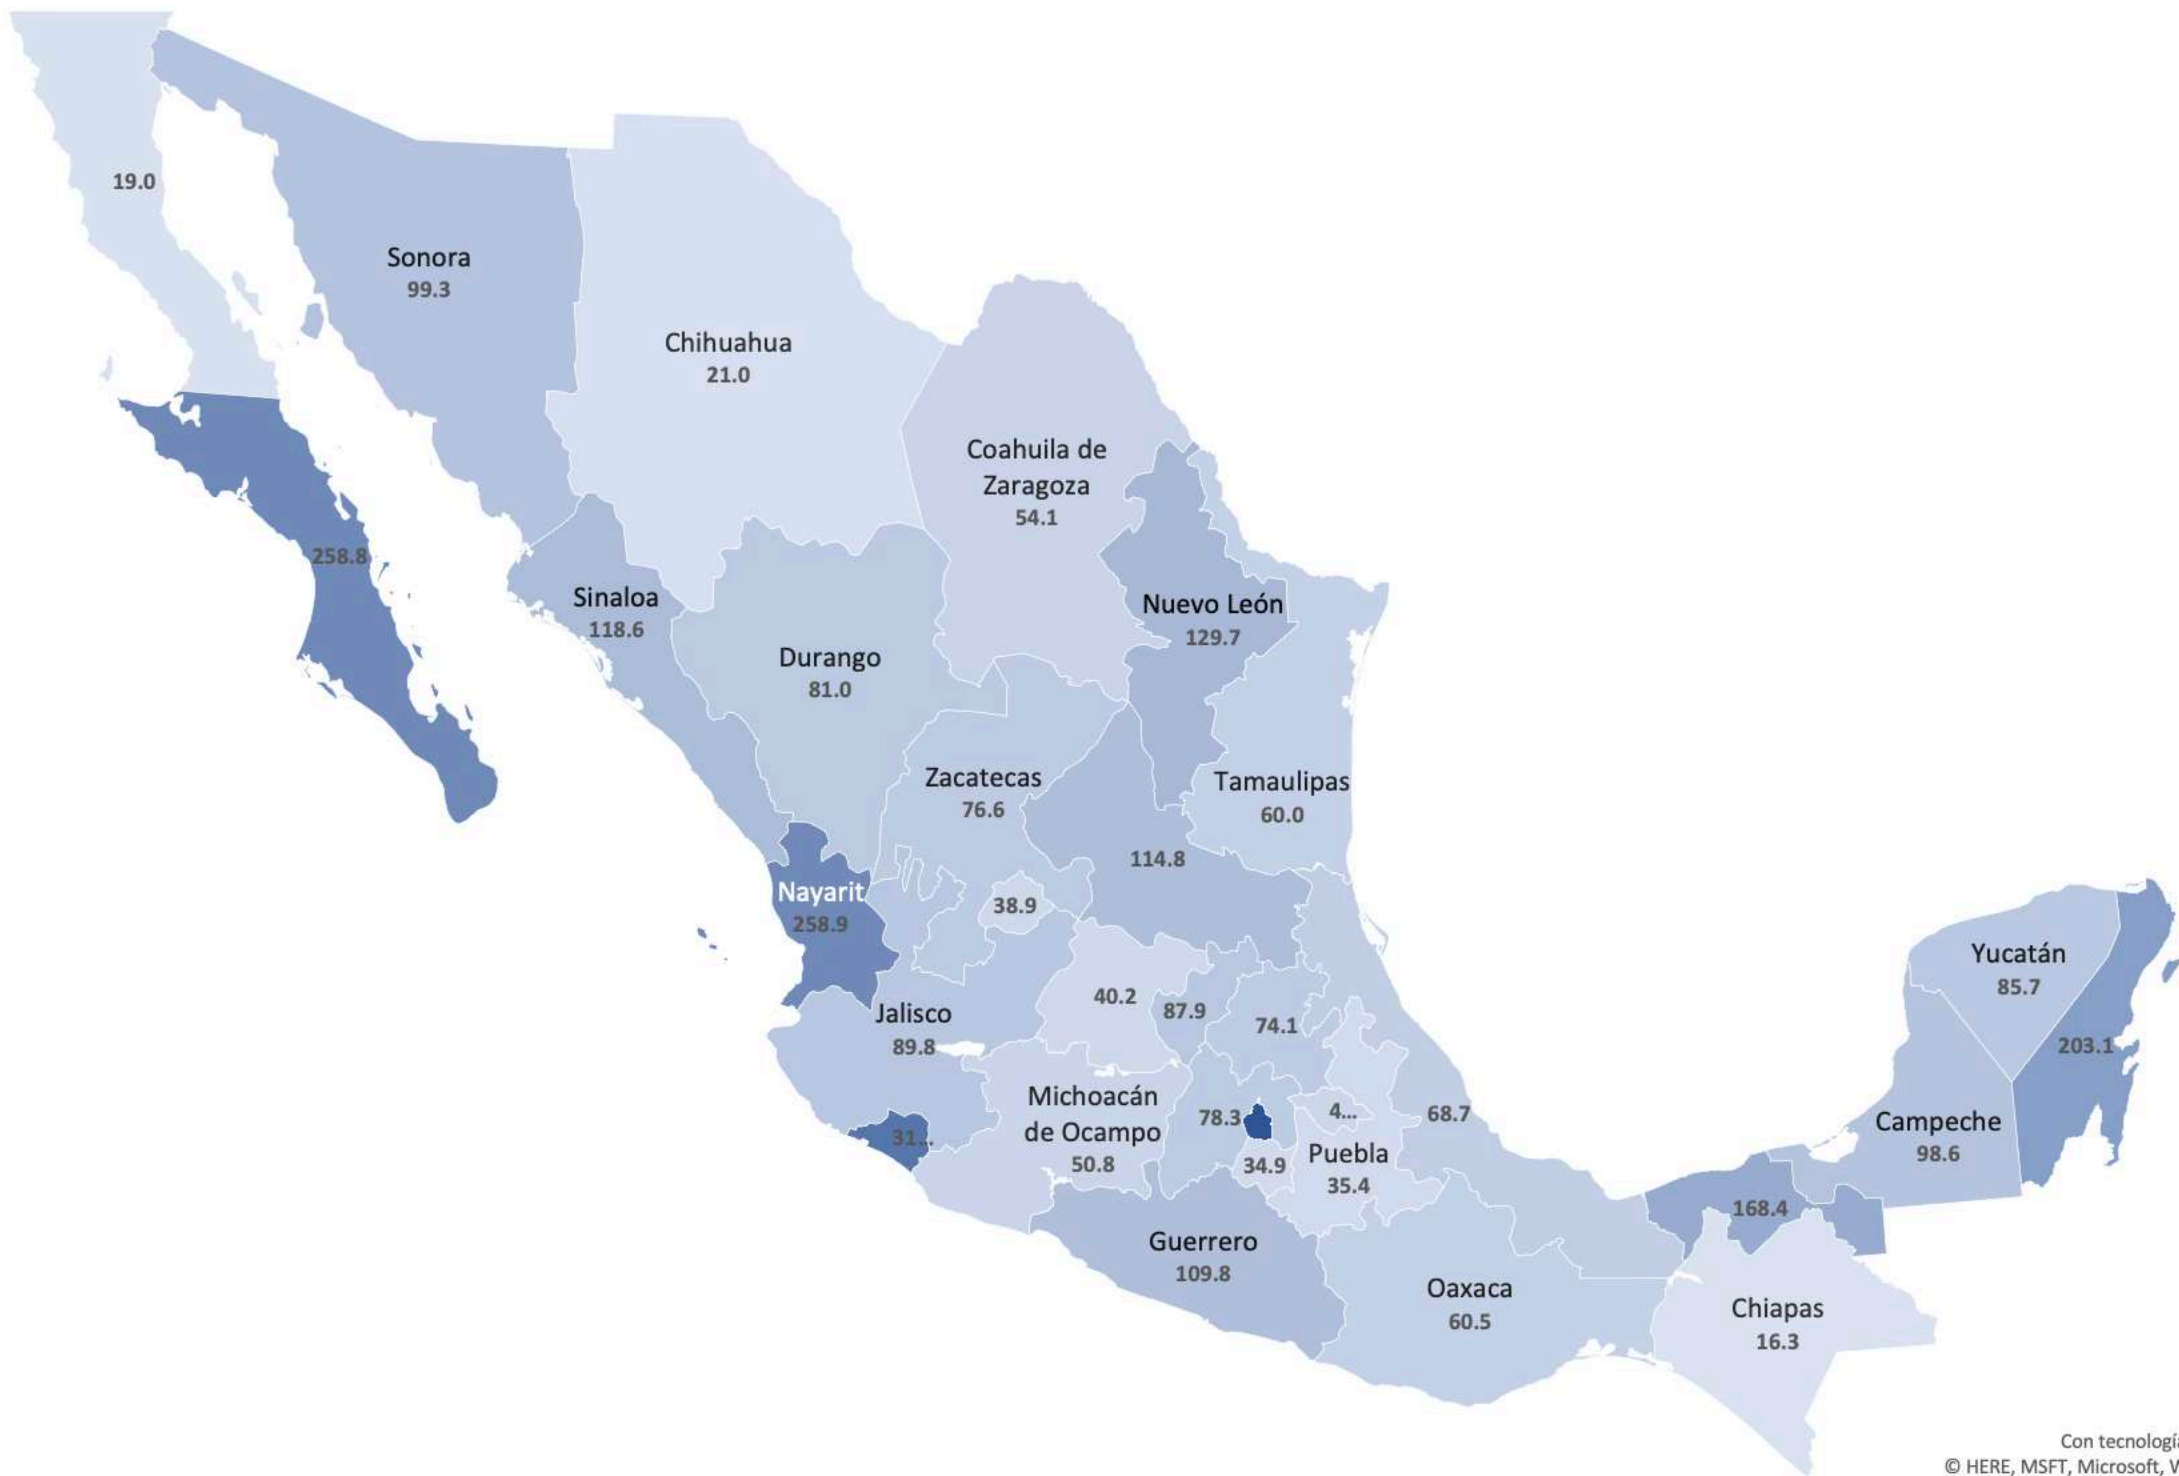 19.0
Sonora
99.3
Chihuahua
21.0
Coahuila de
Zaragoza
54.1
258.8
Sinaloa
118.6
Nuevo León
129.7
Durango
81.0
Zacatecas
76.6
Tamaulipas
60.0
114.8
Nayarit
258.9
38.9
Jalisco
89.8
40.2
87.9
74.1
Yucatán
85.7
203.1
Michoacán
de Ocampo
50.8
78.3
4...
68.7
31...
34.9
Puebla
35.4
Campeche
98.6
168.4
Guerrero
109.8
Oaxaca
60.5
Chiapas
16.3
Con tecnología
© HERE, MSFT, Microsoft,